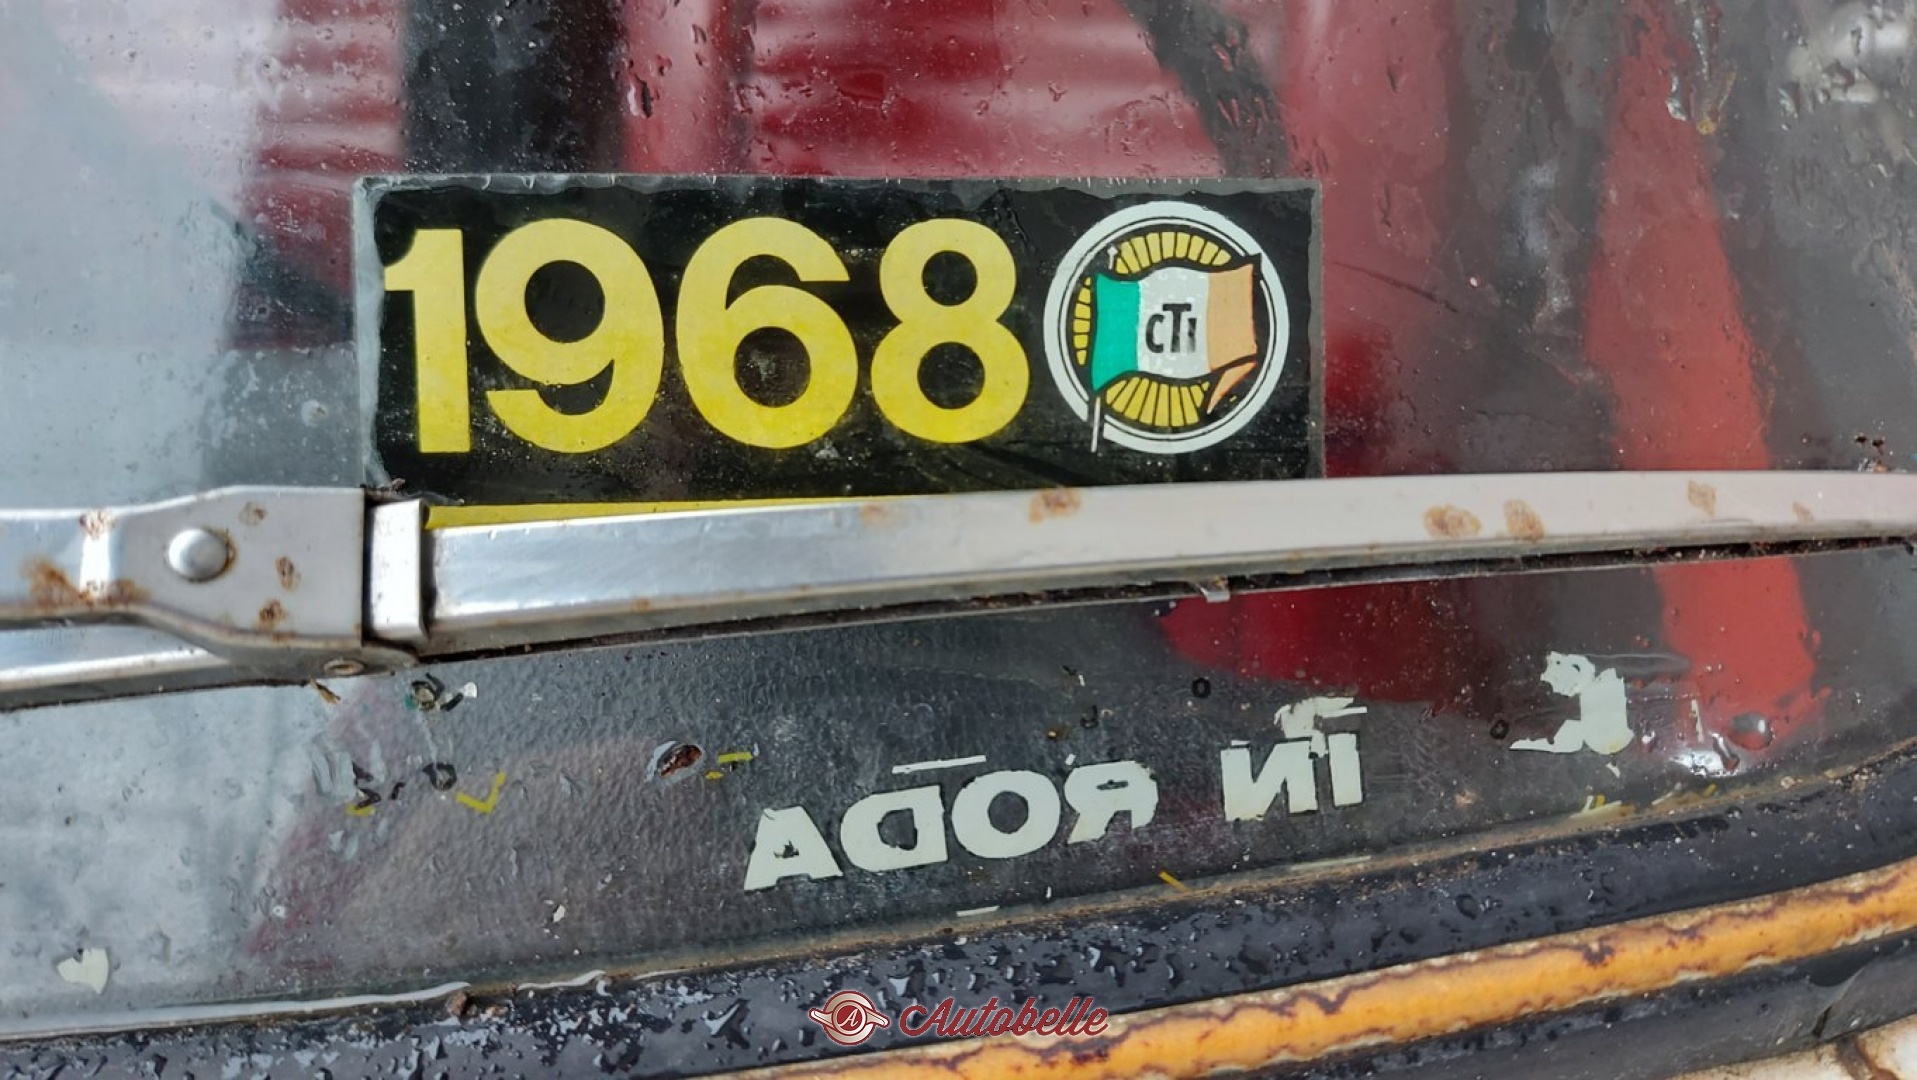 1968
CTI
IN RODA
Autobelle